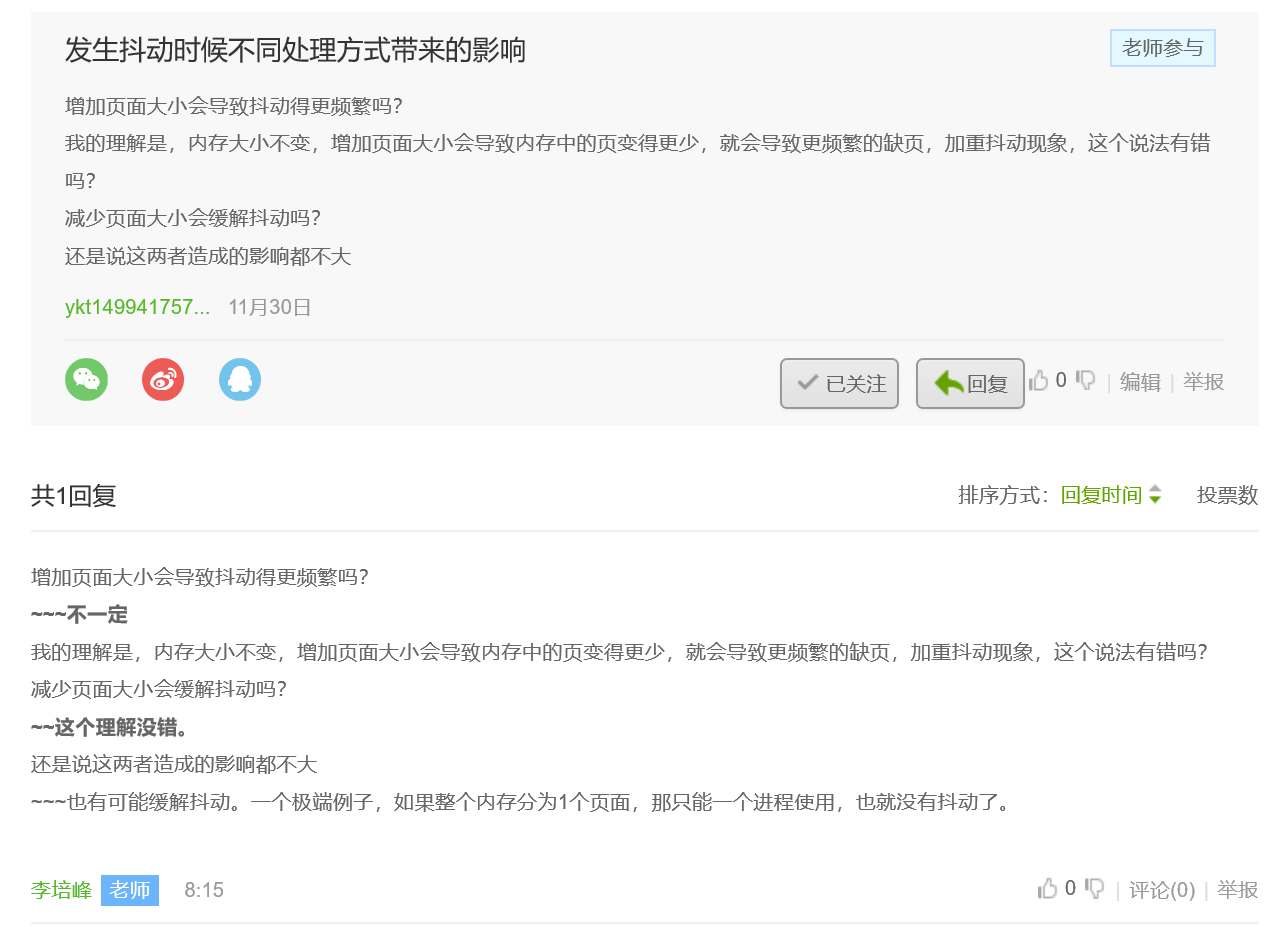 发生抖动时候不同处理方式带来的影响
老师参与
增加页面大小会导致抖动得更频繁吗？
我的理解是，内存大小不变，增加页面大小会导致内存中的页变得更少，就会导致更频繁的缺页，加重抖动现象，这个说法有错
吗？
减少页面大小会缓解抖动吗？
还是说这两者造成的影响都不大
ykt149941757... 11月30日
已关注 回复 0 | 编辑 | 举报
共1回复
排序方式： 回复时间 投票数
增加页面大小会导致抖动得更频繁吗？
~~~不一定
我的理解是，内存大小不变，增加页面大小会导致内存中的页变得更少，就会导致更频繁的缺页，加重抖动现象，这个说法有错吗？
减少页面大小会缓解抖动吗？
~~这个理解没错。
还是说这两者造成的影响都不大
~~~也有可能缓解抖动。一个极端例子，如果整个内存分为1个页面，那只能一个进程使用，也就没有抖动了。
李培峰 老师 8:15
0 | 评论(0) | 举报